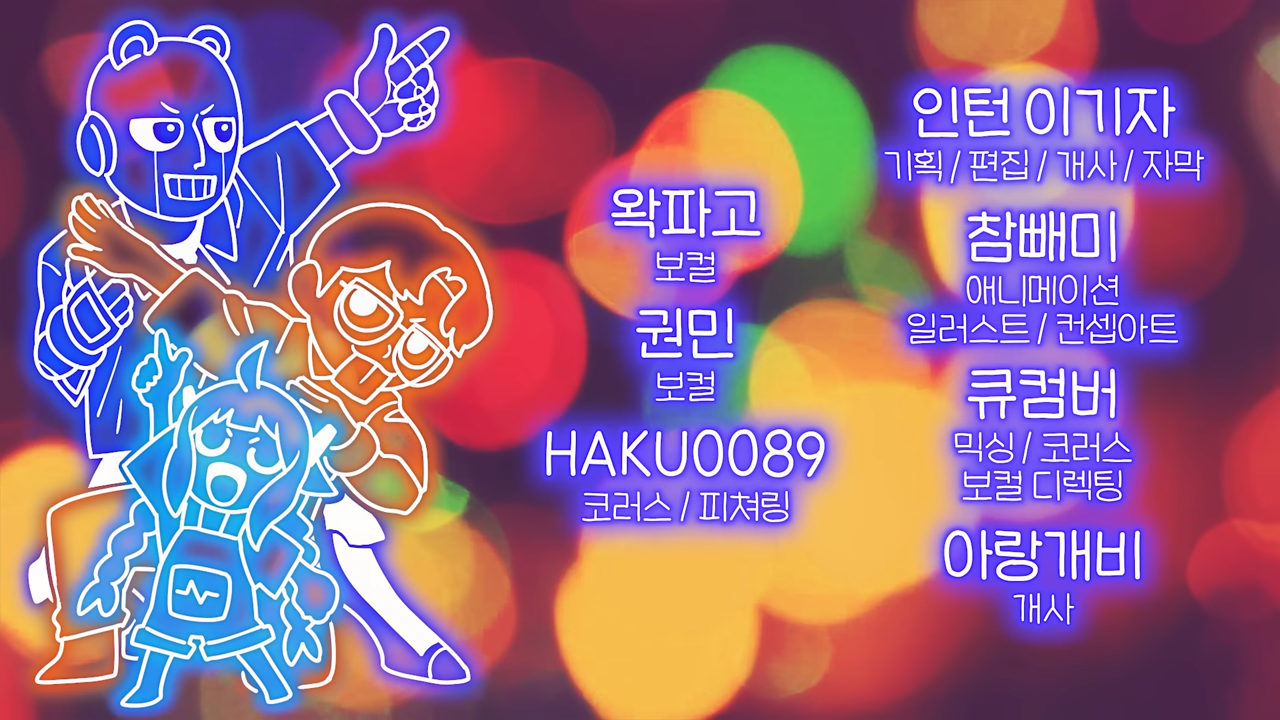 왁파고
보컬
권민
보컬
HAKU0089
코러스 / 피쳐링
인턴 이기자
기획 / 편집 / 개사 / 자막
참빼미
애니메이션
일러스트 / 컨셉아트
큐컴버
믹싱 / 코러스
보컬 디렉팅
아랑개비
개사